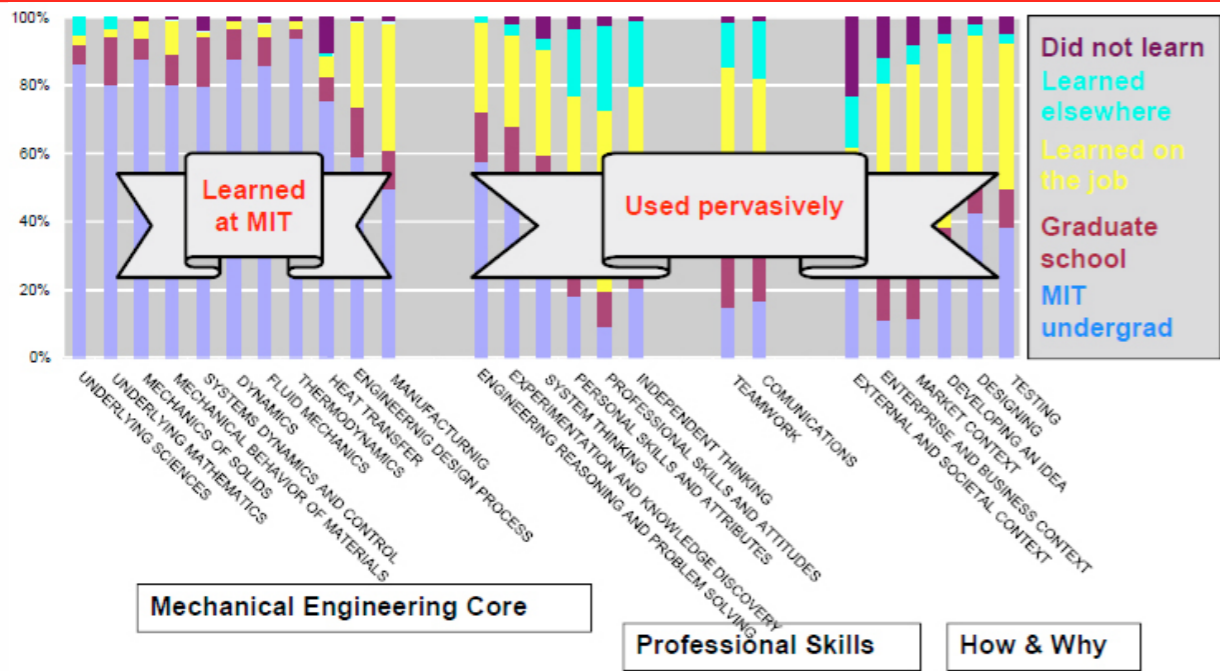 100%
80%
60%
40%
20%
0%
Learned
at MIT
Used pervasively
Did not learn
Learned
elsewhere
Learned on
the job
Graduate
school
MIT
undergrad
UNDERLYING SCIENCES
UNDERLYING MATHEMATICS
MECHANICS OF SOLIDS
MECHANICAL BEHAVIOR OF MATERIALS
SYSTEMS DYNAMICS AND CONTROL
DYNAMICS
FLUID MECHANICS
THERMODYNAMICS
HEAT TRANSFER
ENGINEERNIG DESIGN PROCESS
MANUFACTURNIG
ENGINEERING REASONING AND PROBLEM SOLVING
EXPERIMENTATION AND KNOWLEDGE DISCOVERY
SYSTEM THINKING
PERSONAL SKILLS AND ATTRIBUTES
PROFESSIONAL SKILLS AND ATTITUDES
INDEPENDENT THINKING
TEAMWORK
COMUNICATIONS
EXTERNAL AND SOCIETAL CONTEXT
ENTERPRISE AND BUSINESS CONTEXT
MARKET CONTEXT
DEVELOPING AN IDEA
DESIGNING
TESTING
Mechanical Engineering Core
Professional Skills
How & Why